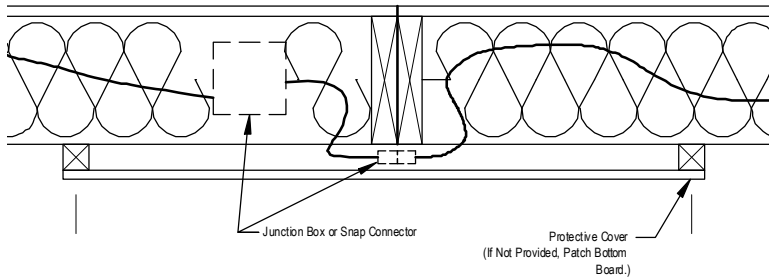 Junction Box or Snap Connector
Protective Cover
(If Not Provided, Patch Bottom
Board.)